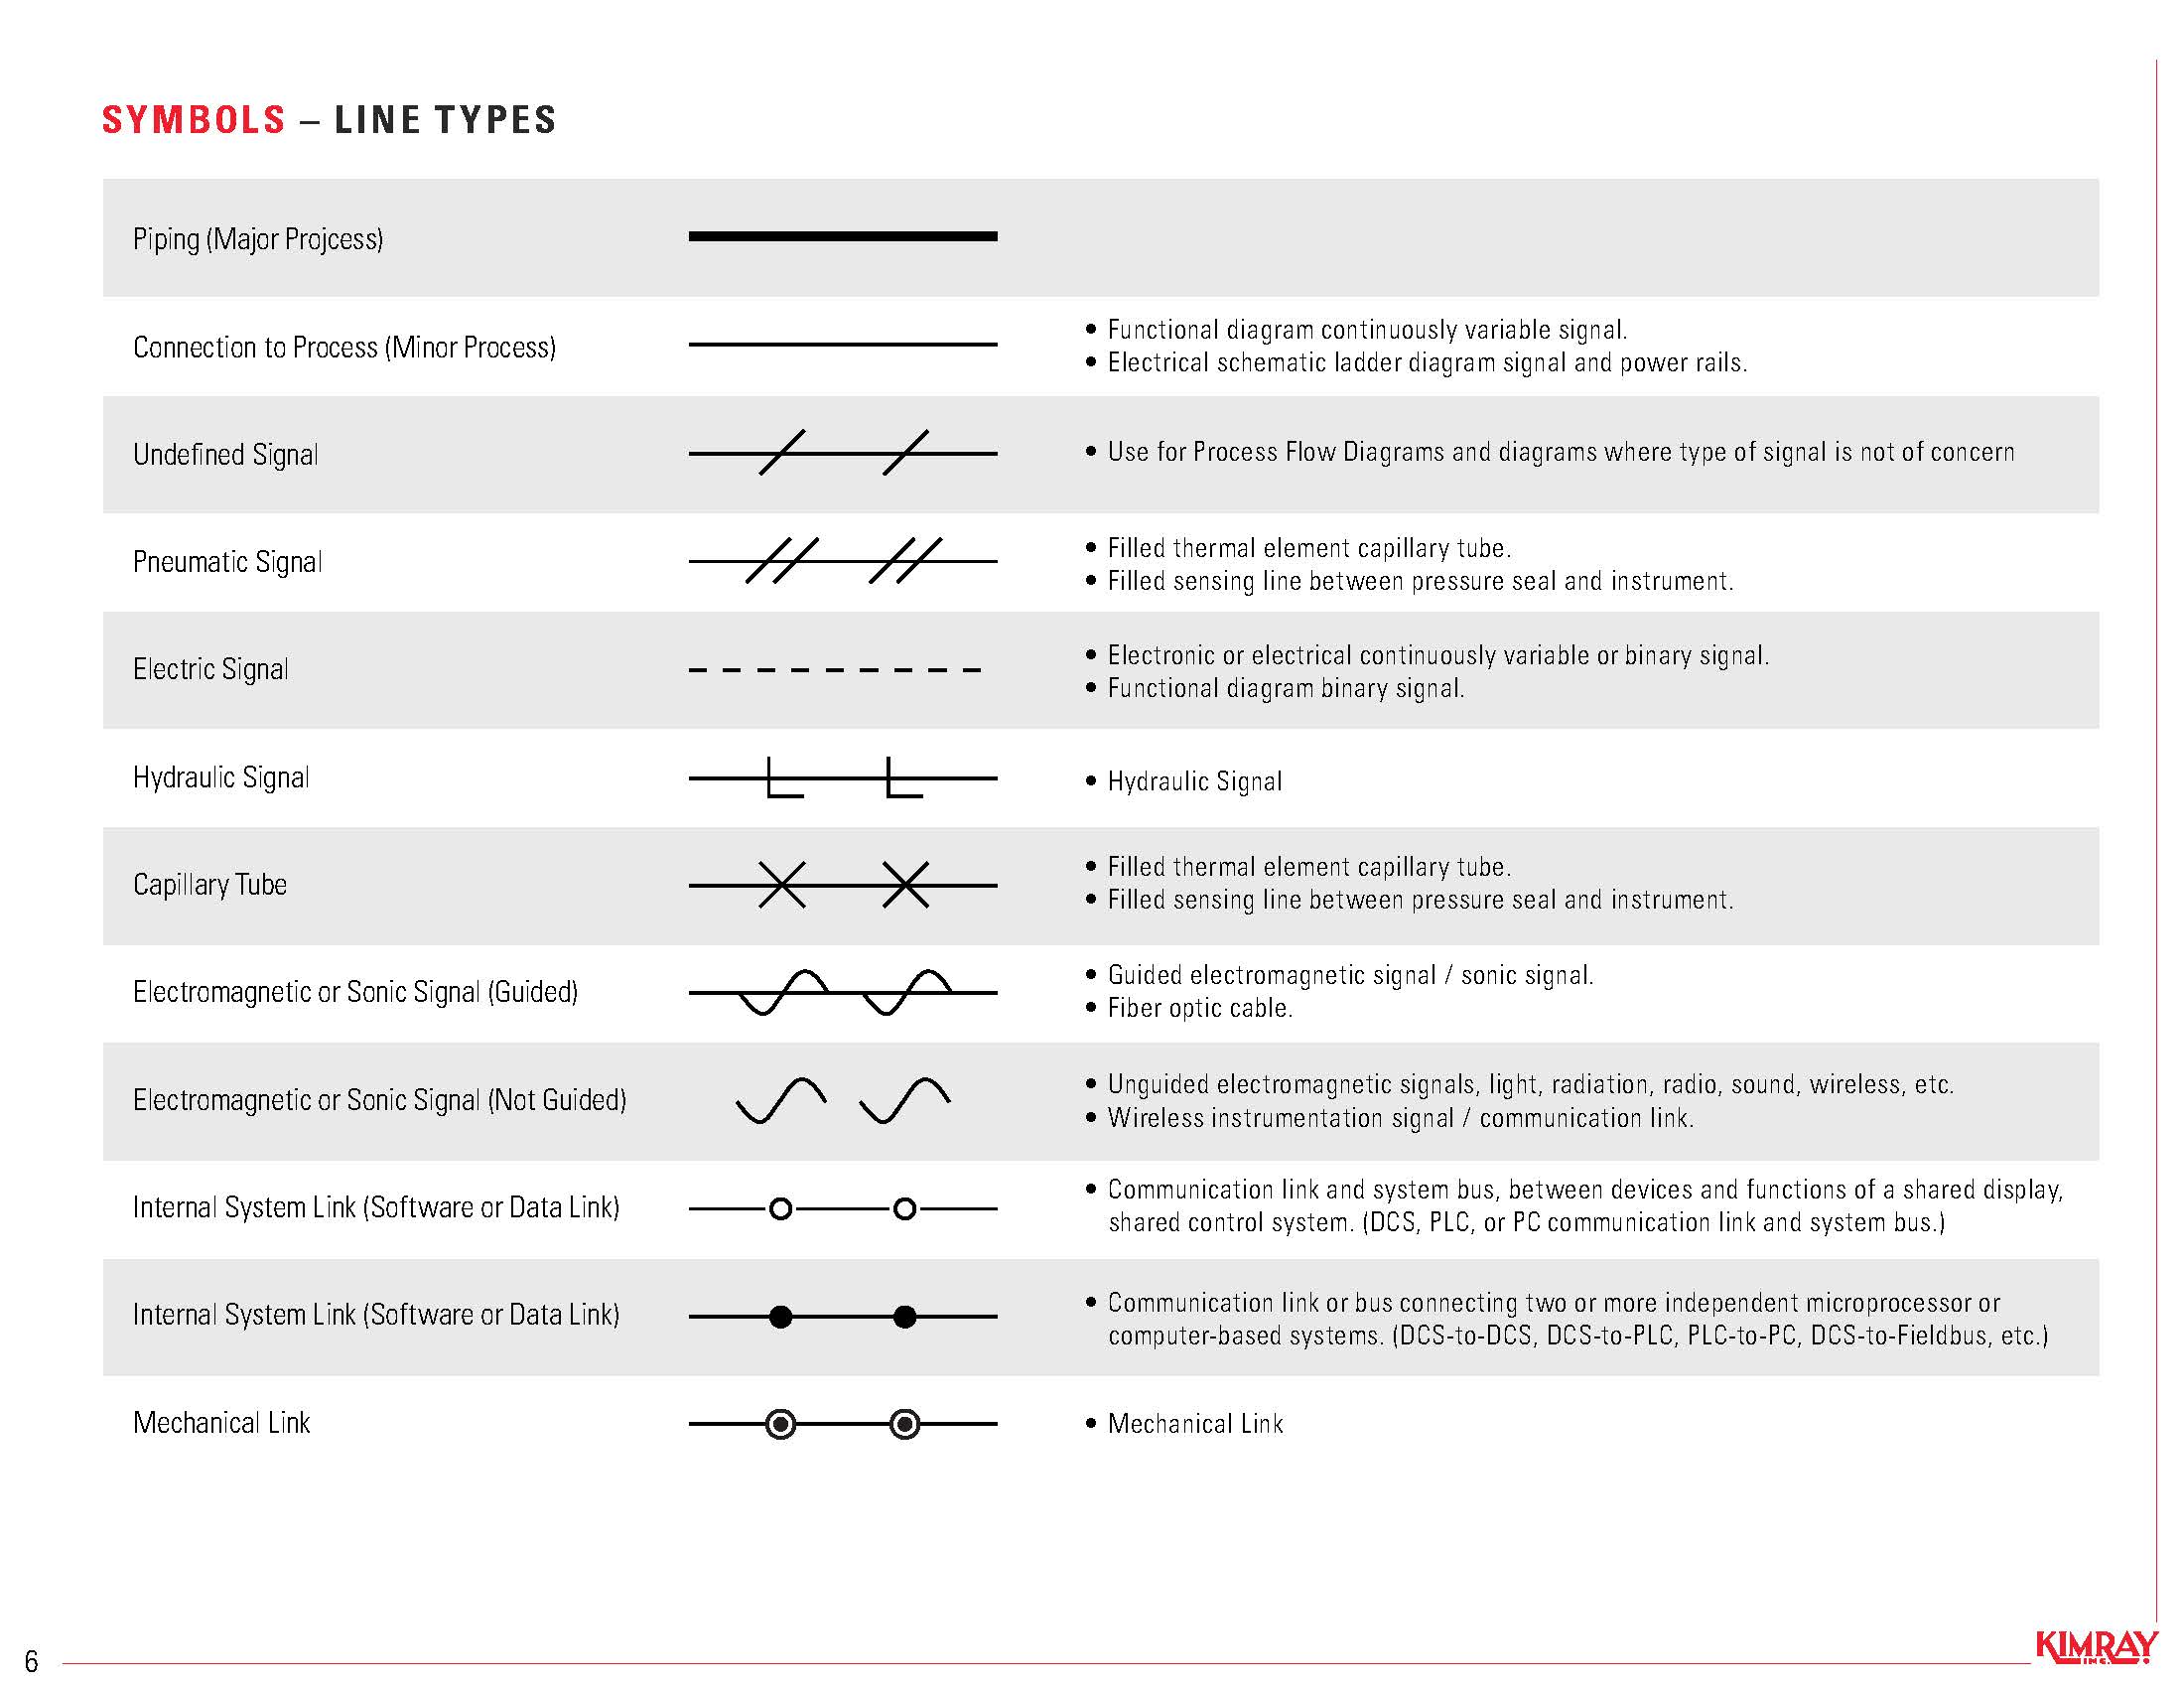 SYMBOLS – LINE TYPES
Piping (Major Projcess)
Connection to Process (Minor Process)
• Functional diagram continuously variable signal.
• Electrical schematic ladder diagram signal and power rails.
Undefined Signal
• Use for Process Flow Diagrams and diagrams where type of signal is not of concern
Pneumatic Signal
• Filled thermal element capillary tube.
• Filled sensing line between pressure seal and instrument.
Electric Signal
• Electronic or electrical continuously variable or binary signal.
• Functional diagram binary signal.
Hydraulic Signal
• Hydraulic Signal
Capillary Tube
• Filled thermal element capillary tube.
• Filled sensing line between pressure seal and instrument.
Electromagnetic or Sonic Signal (Guided)
• Guided electromagnetic signal / sonic signal.
• Fiber optic cable.
Electromagnetic or Sonic Signal (Not Guided)
• Unguided electromagnetic signals, light, radiation, radio, sound, wireless, etc.
• Wireless instrumentation signal / communication link.
Internal System Link (Software or Data Link)
• Communication link and system bus, between devices and functions of a shared display,
shared control system. (DCS, PLC, or PC communication link and system bus.)
Internal System Link (Software or Data Link)
• Communication link or bus connecting two or more independent microprocessor or
computer-based systems. (DCS-to-DCS, DCS-to-PLC, PLC-to-PC, DCS-to-Fieldbus, etc.)
Mechanical Link
• Mechanical Link
6
KIMRAY
INC.